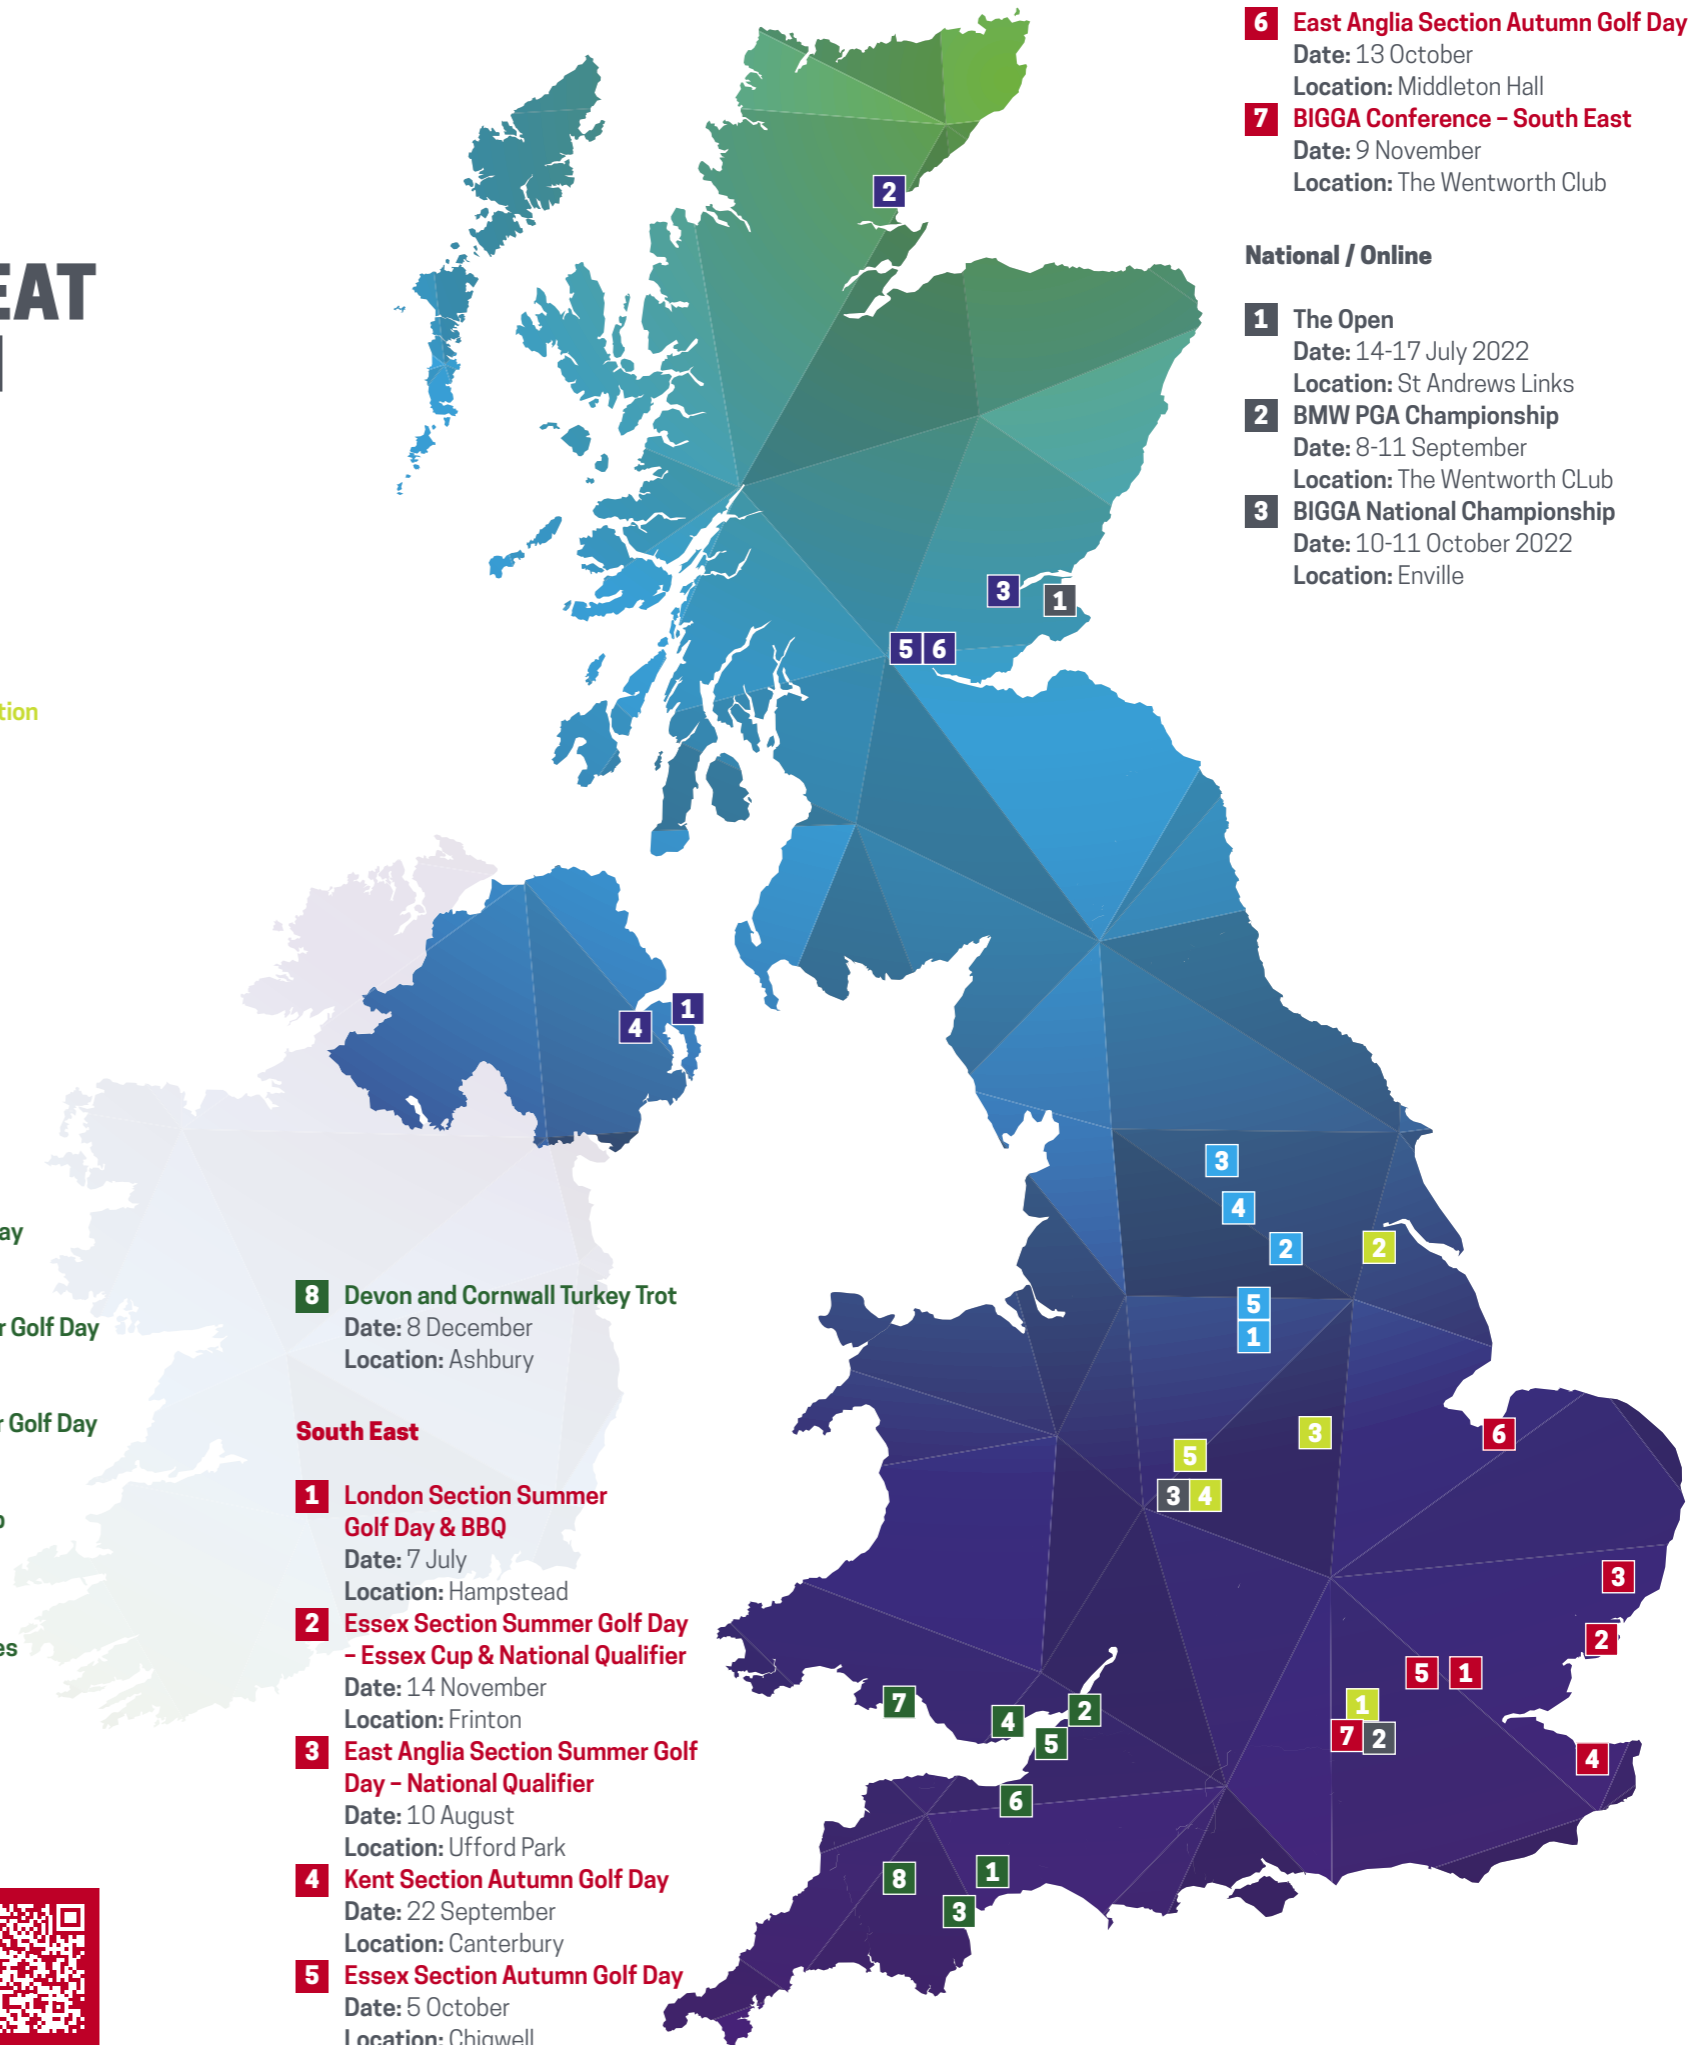 EAT
tion
ay
r Golf Day
r Golf Day
es
8 Devon and Cornwall Turkey Trot
Date: 8 December
Location: Ashbury
South East
1 London Section Summer
Golf Day & BBQ
Date: 7 July
Location: Hampstead
2 Essex Section Summer Golf Day
– Essex Cup & National Qualifier
Date: 14 November
Location: Frinton
3 East Anglia Section Summer Golf
Day – National Qualifier
Date: 10 August
Location: Ufford Park
4 Kent Section Autumn Golf Day
Date: 22 September
Location: Canterbury
5 Essex Section Autumn Golf Day
Date: 5 October
Location: Chigwell
6 East Anglia Section Autumn Golf Day
Date: 13 October
Location: Middleton Hall
7 BIGGA Conference – South East
Date: 9 November
Location: The Wentworth Club
National / Online
1 The Open
Date: 14-17 July 2022
Location: St Andrews Links
2 BMW PGA Championship
Date: 8-11 September
Location: The Wentworth CLub
3 BIGGA National Championship
Date: 10-11 October 2022
Location: Enville
2
3
1
5 6
1
4
3
4
2
2
5
1
3
6
5
3 4
3
2
5
1
1
7
2
4
7
4
2
5
6
8
1
3